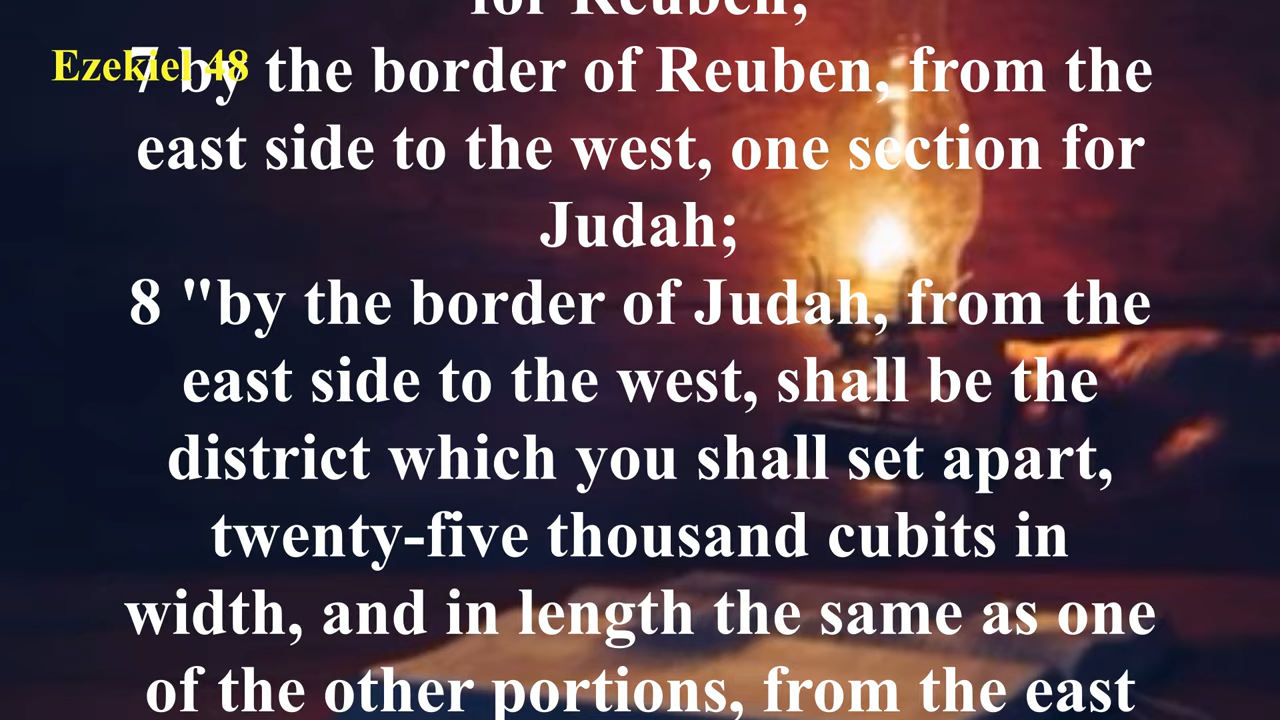 for Reuben;
Ezekiel 48
7 by the border of Reuben, from the
east side to the west, one section for
Judah;
8 "by the border of Judah, from the
east side to the west, shall be the
district which you shall set apart,
twenty-five thousand cubits in
width, and in length the same as one
of the other portions, from the east